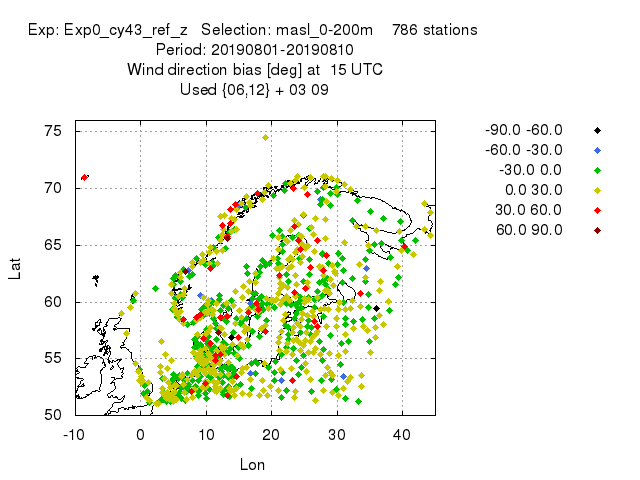 Exp: Exp0_cy43_ref_z   Selection: masl_0-200m    786 stations
Period: 20190801-20190810
Wind direction bias [deg] at  15 UTC
Used {06,12} + 03 09
-90.0 -60.0
-60.0 -30.0
-30.0 0.0
0.0 30.0
30.0 60.0
60.0 90.0
75
70
65
60
55
50
Lat
-10 0 10 20 30 40
Lon